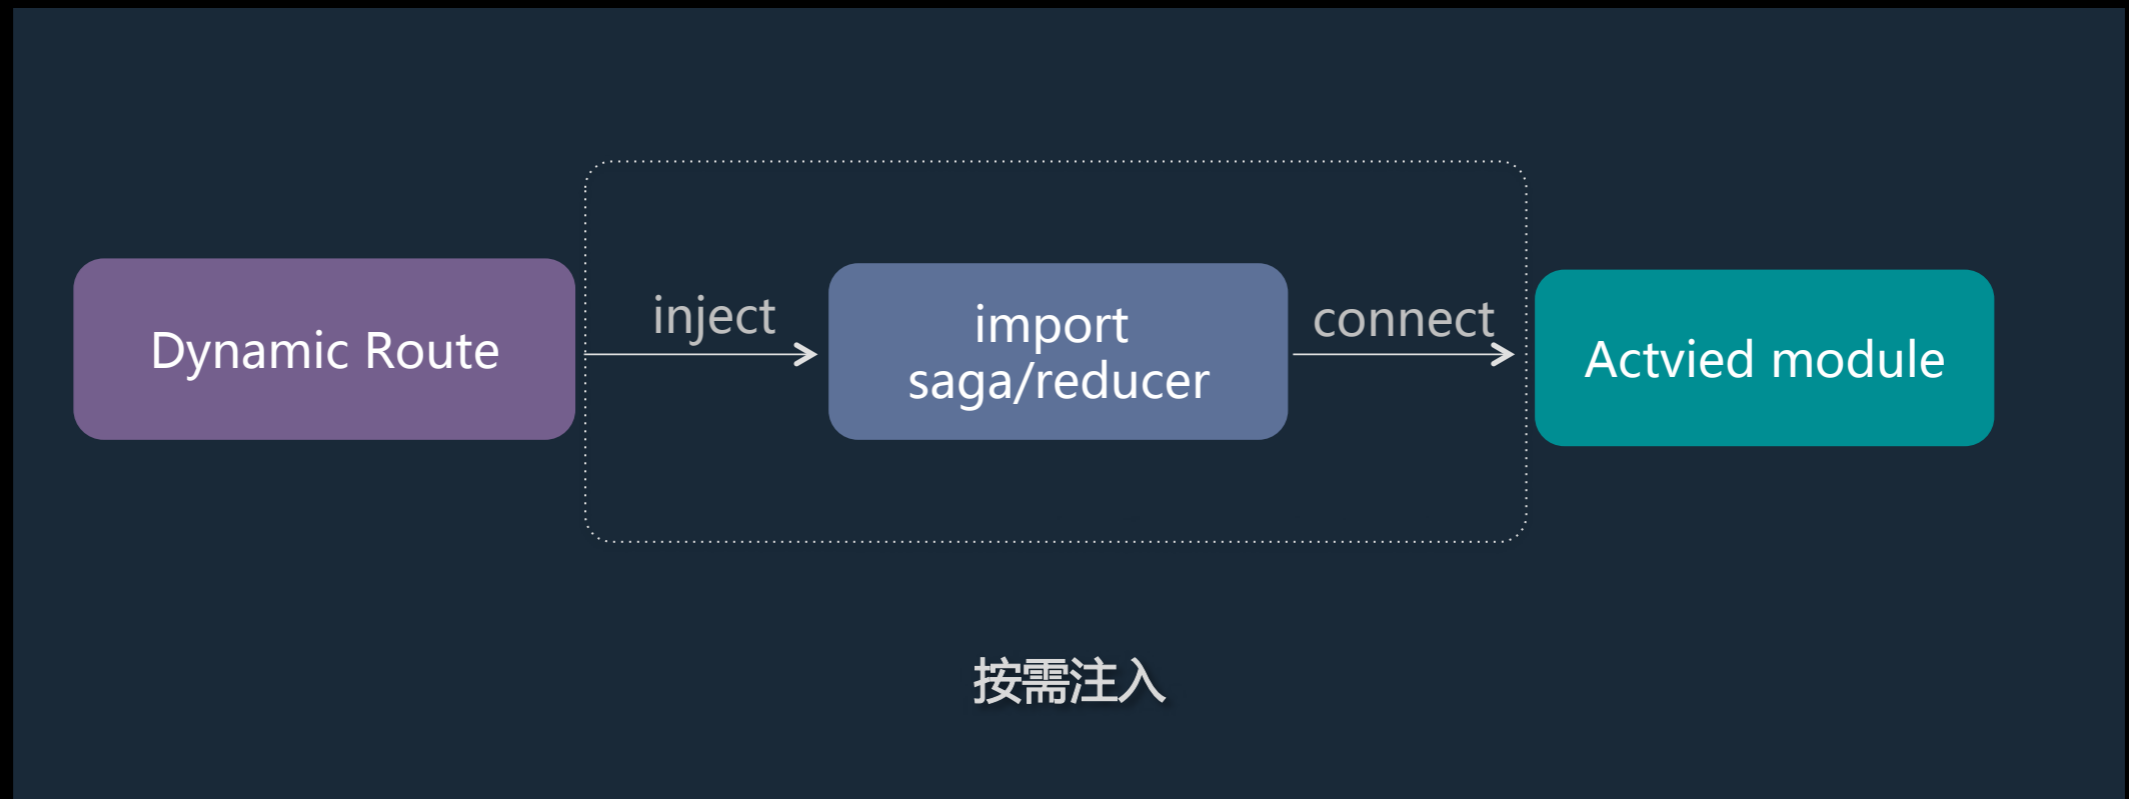 Dynamic Route
inject
import
saga/reducer
connect
Actvied module
按需注入